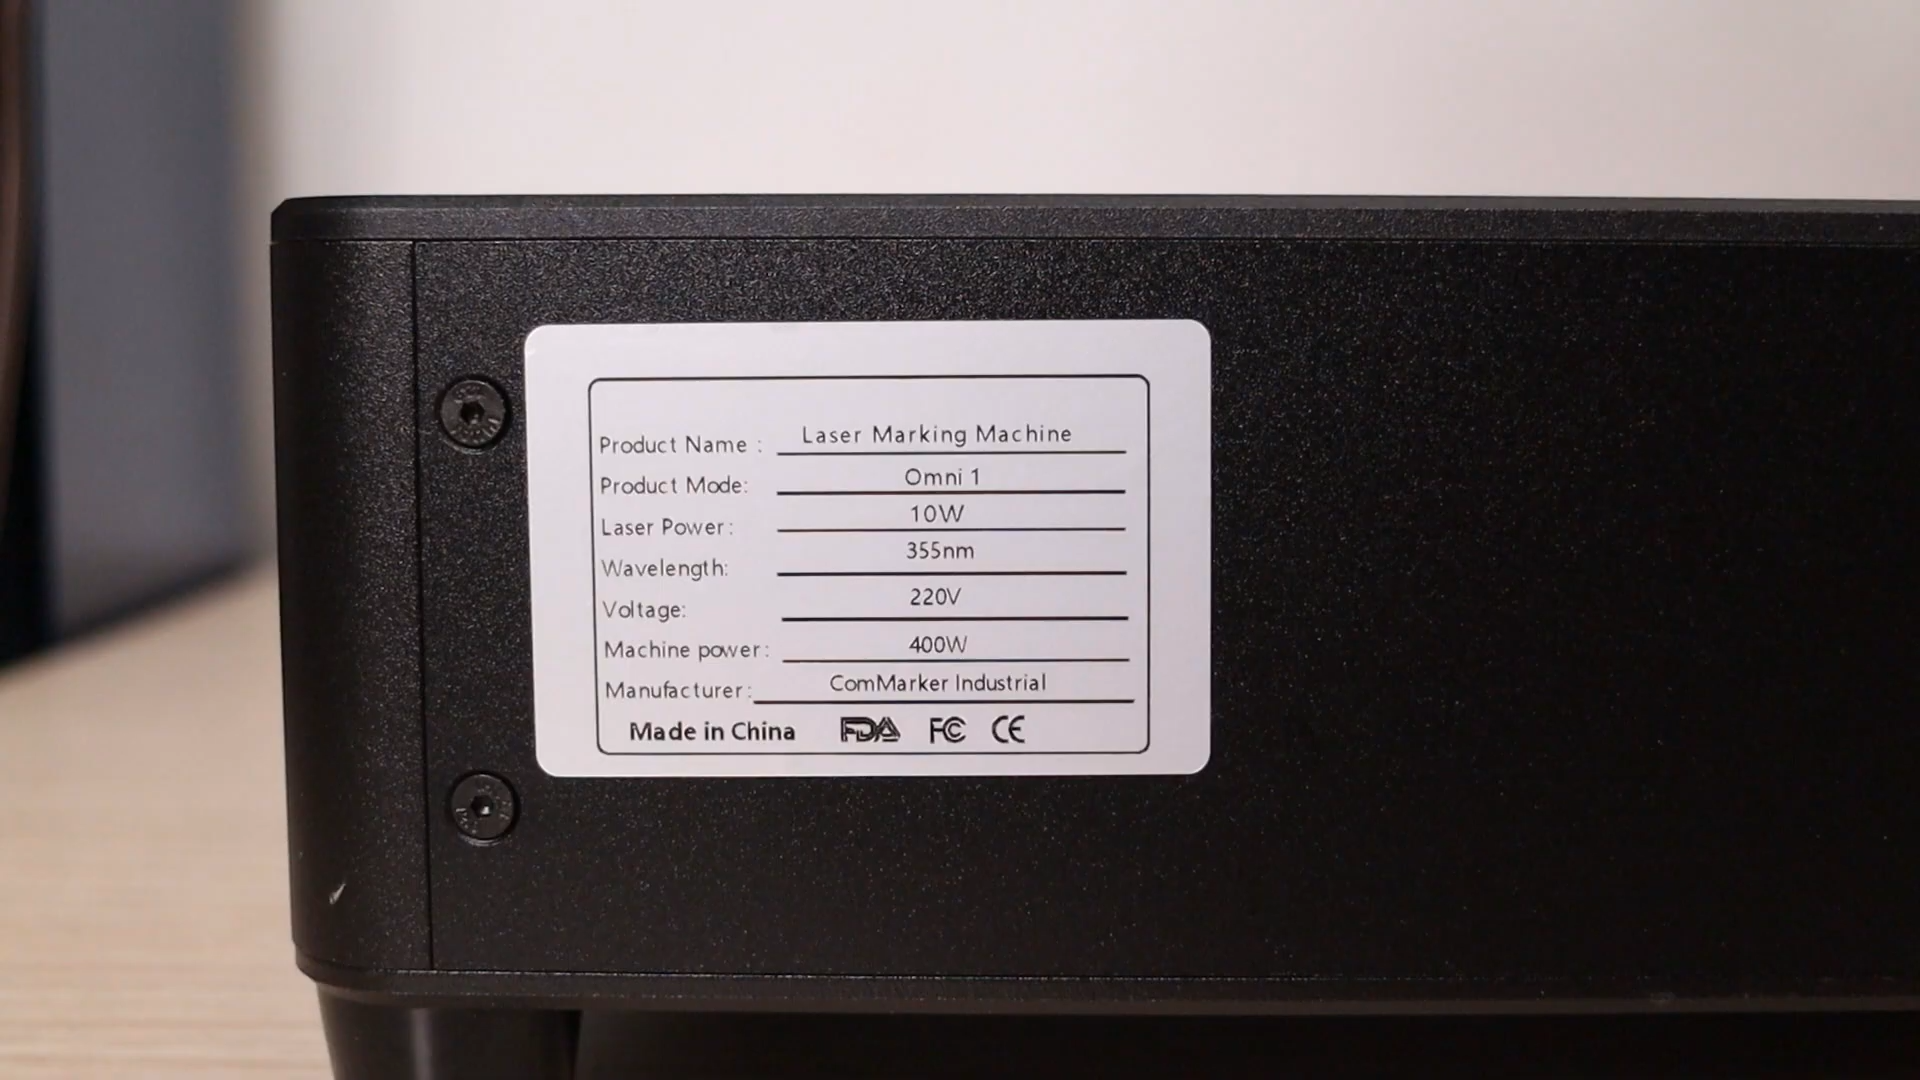 Product Name : Laser Marking Machine
Product Mode: Omni 1
Laser Power: 10W
Wavelength: 355nm
Voltage: 220V
Machine power: 400W
Manufacturer: ComMarker Industrial
Made in China FDA FC CE